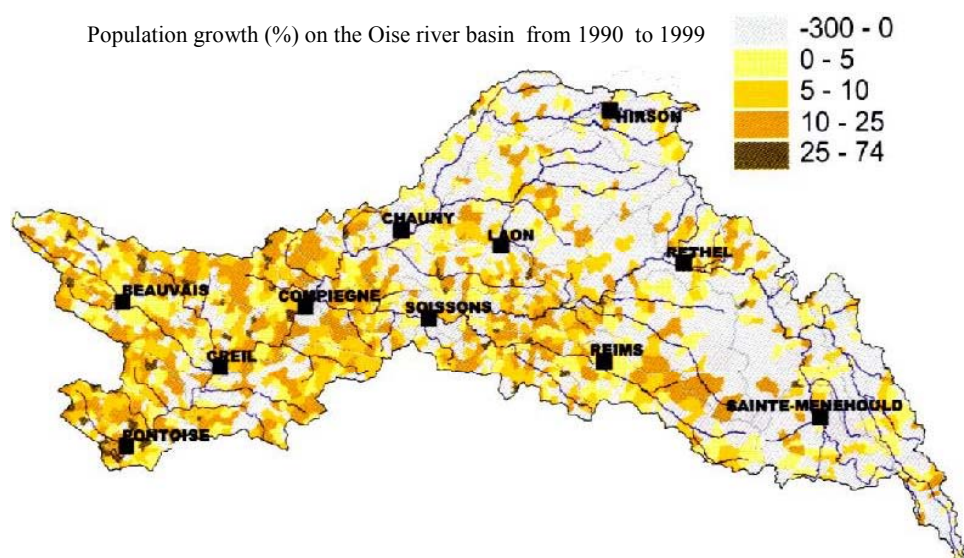 Population growth (%) on the Oise river basin from 1990 to 1999
-300 - 0
0 - 5
5 - 10
10 - 25
25 - 74
HIRSON
CHAUNY
LAON
RETHEL
BEAUVAIS
COMPIEGNE
SOISSONS
CREIL
REIMS
SAINTE-MENEHOULD
PONTOISE